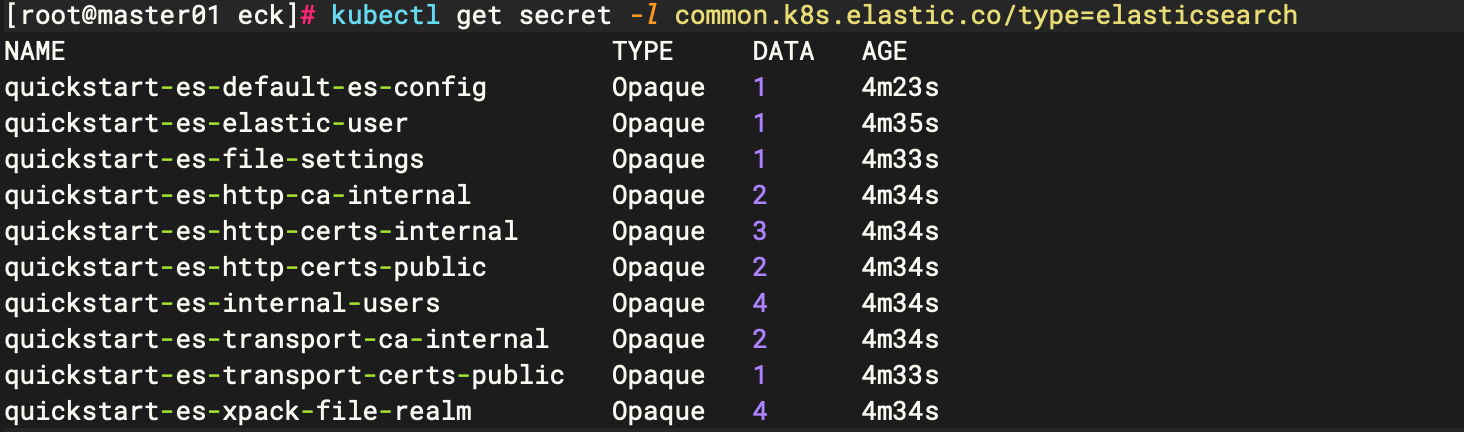 [root@master01 eck]# kubectl get secret -l common.k8s.elastic.co/type=elasticsearch
NAME TYPE DATA AGE
quickstart-es-default-es-config Opaque 1 4m23s
quickstart-es-elastic-user Opaque 1 4m35s
quickstart-es-file-settings Opaque 1 4m33s
quickstart-es-http-ca-internal Opaque 2 4m34s
quickstart-es-http-certs-internal Opaque 3 4m34s
quickstart-es-http-certs-public Opaque 2 4m34s
quickstart-es-internal-users Opaque 4 4m34s
quickstart-es-transport-ca-internal Opaque 2 4m34s
quickstart-es-transport-certs-public Opaque 1 4m33s
quickstart-es-xpack-file-realm Opaque 4 4m34s